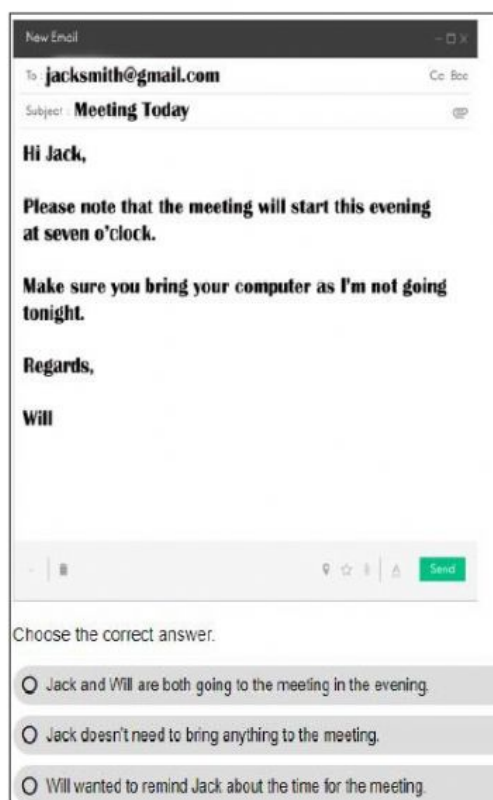 New Email
To : jacksmith@gmail.com Cc Bcc
Subject : Meeting Today
Hi Jack,
Please note that the meeting will start this evening
at seven o'clock.
Make sure you bring your computer as I'm not going
tonight.
Regards,
Will
Send
Choose the correct answer.
Jack and Will are both going to the meeting in the evening.
Jack doesn't need to bring anything to the meeting.
Will wanted to remind Jack about the time for the meeting.